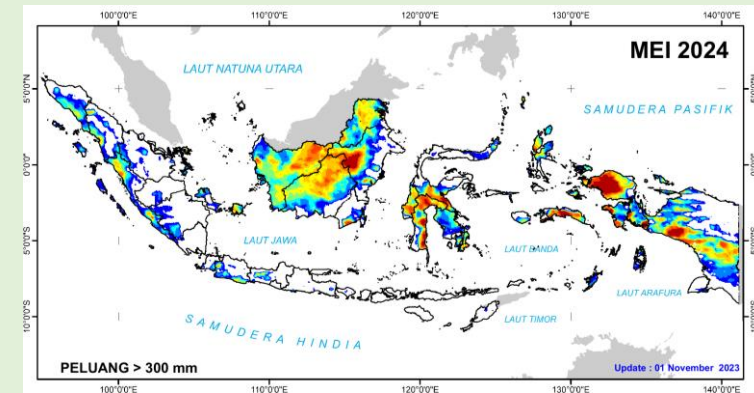 100°0'0"E 110°0'0"E 120°0'0"E 130°0'0"E 140°0'0"E
MEI 2024
LAUT NATUNA UTARA
5°0'0"N
SAMUDERA PASIFIK
0°0'0"
LAUT JAWA
LAUT BANDA
5°0'0"S
LAUT ARAFURA
SAMUDERA HINDIA
LAUT TIMOR
10°0'0"S
PELUANG > 300 mm
Update : 01 November 2023
100°0'0"E 110°0'0"E 120°0'0"E 130°0'0"E 140°0'0"E